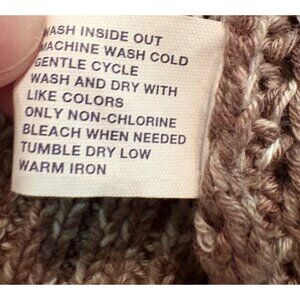 WASH INSIDE OUT
MACHINE WASH COLD
GENTLE CYCLE
WASH AND DRY WITH
LIKE COLORS
ONLY NON-CHLORINE
BLEACH WHEN NEEDED
TUMBLE DRY LOW
WARM IRON